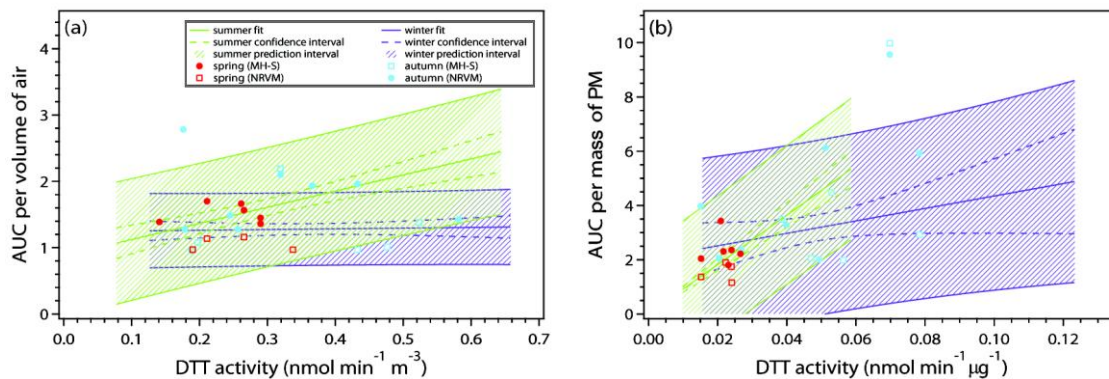 (a)
summer fit
summer confidence interval
summer prediction interval
spring (MH-S)
spring (NRVM)
winter fit
winter confidence interval
winter prediction interval
autumn (MH-S)
autumn (NRVM)
AUC per volume of air
4
3
2
1
0
0.0 0.1 0.2 0.3 0.4 0.5 0.6 0.7
DTT activity (nmol min⁻¹ m⁻³)
(b)
AUC per mass of PM
10
8
6
4
2
0
0.00 0.02 0.04 0.06 0.08 0.10 0.12
DTT activity (nmol min⁻¹ μg⁻¹)